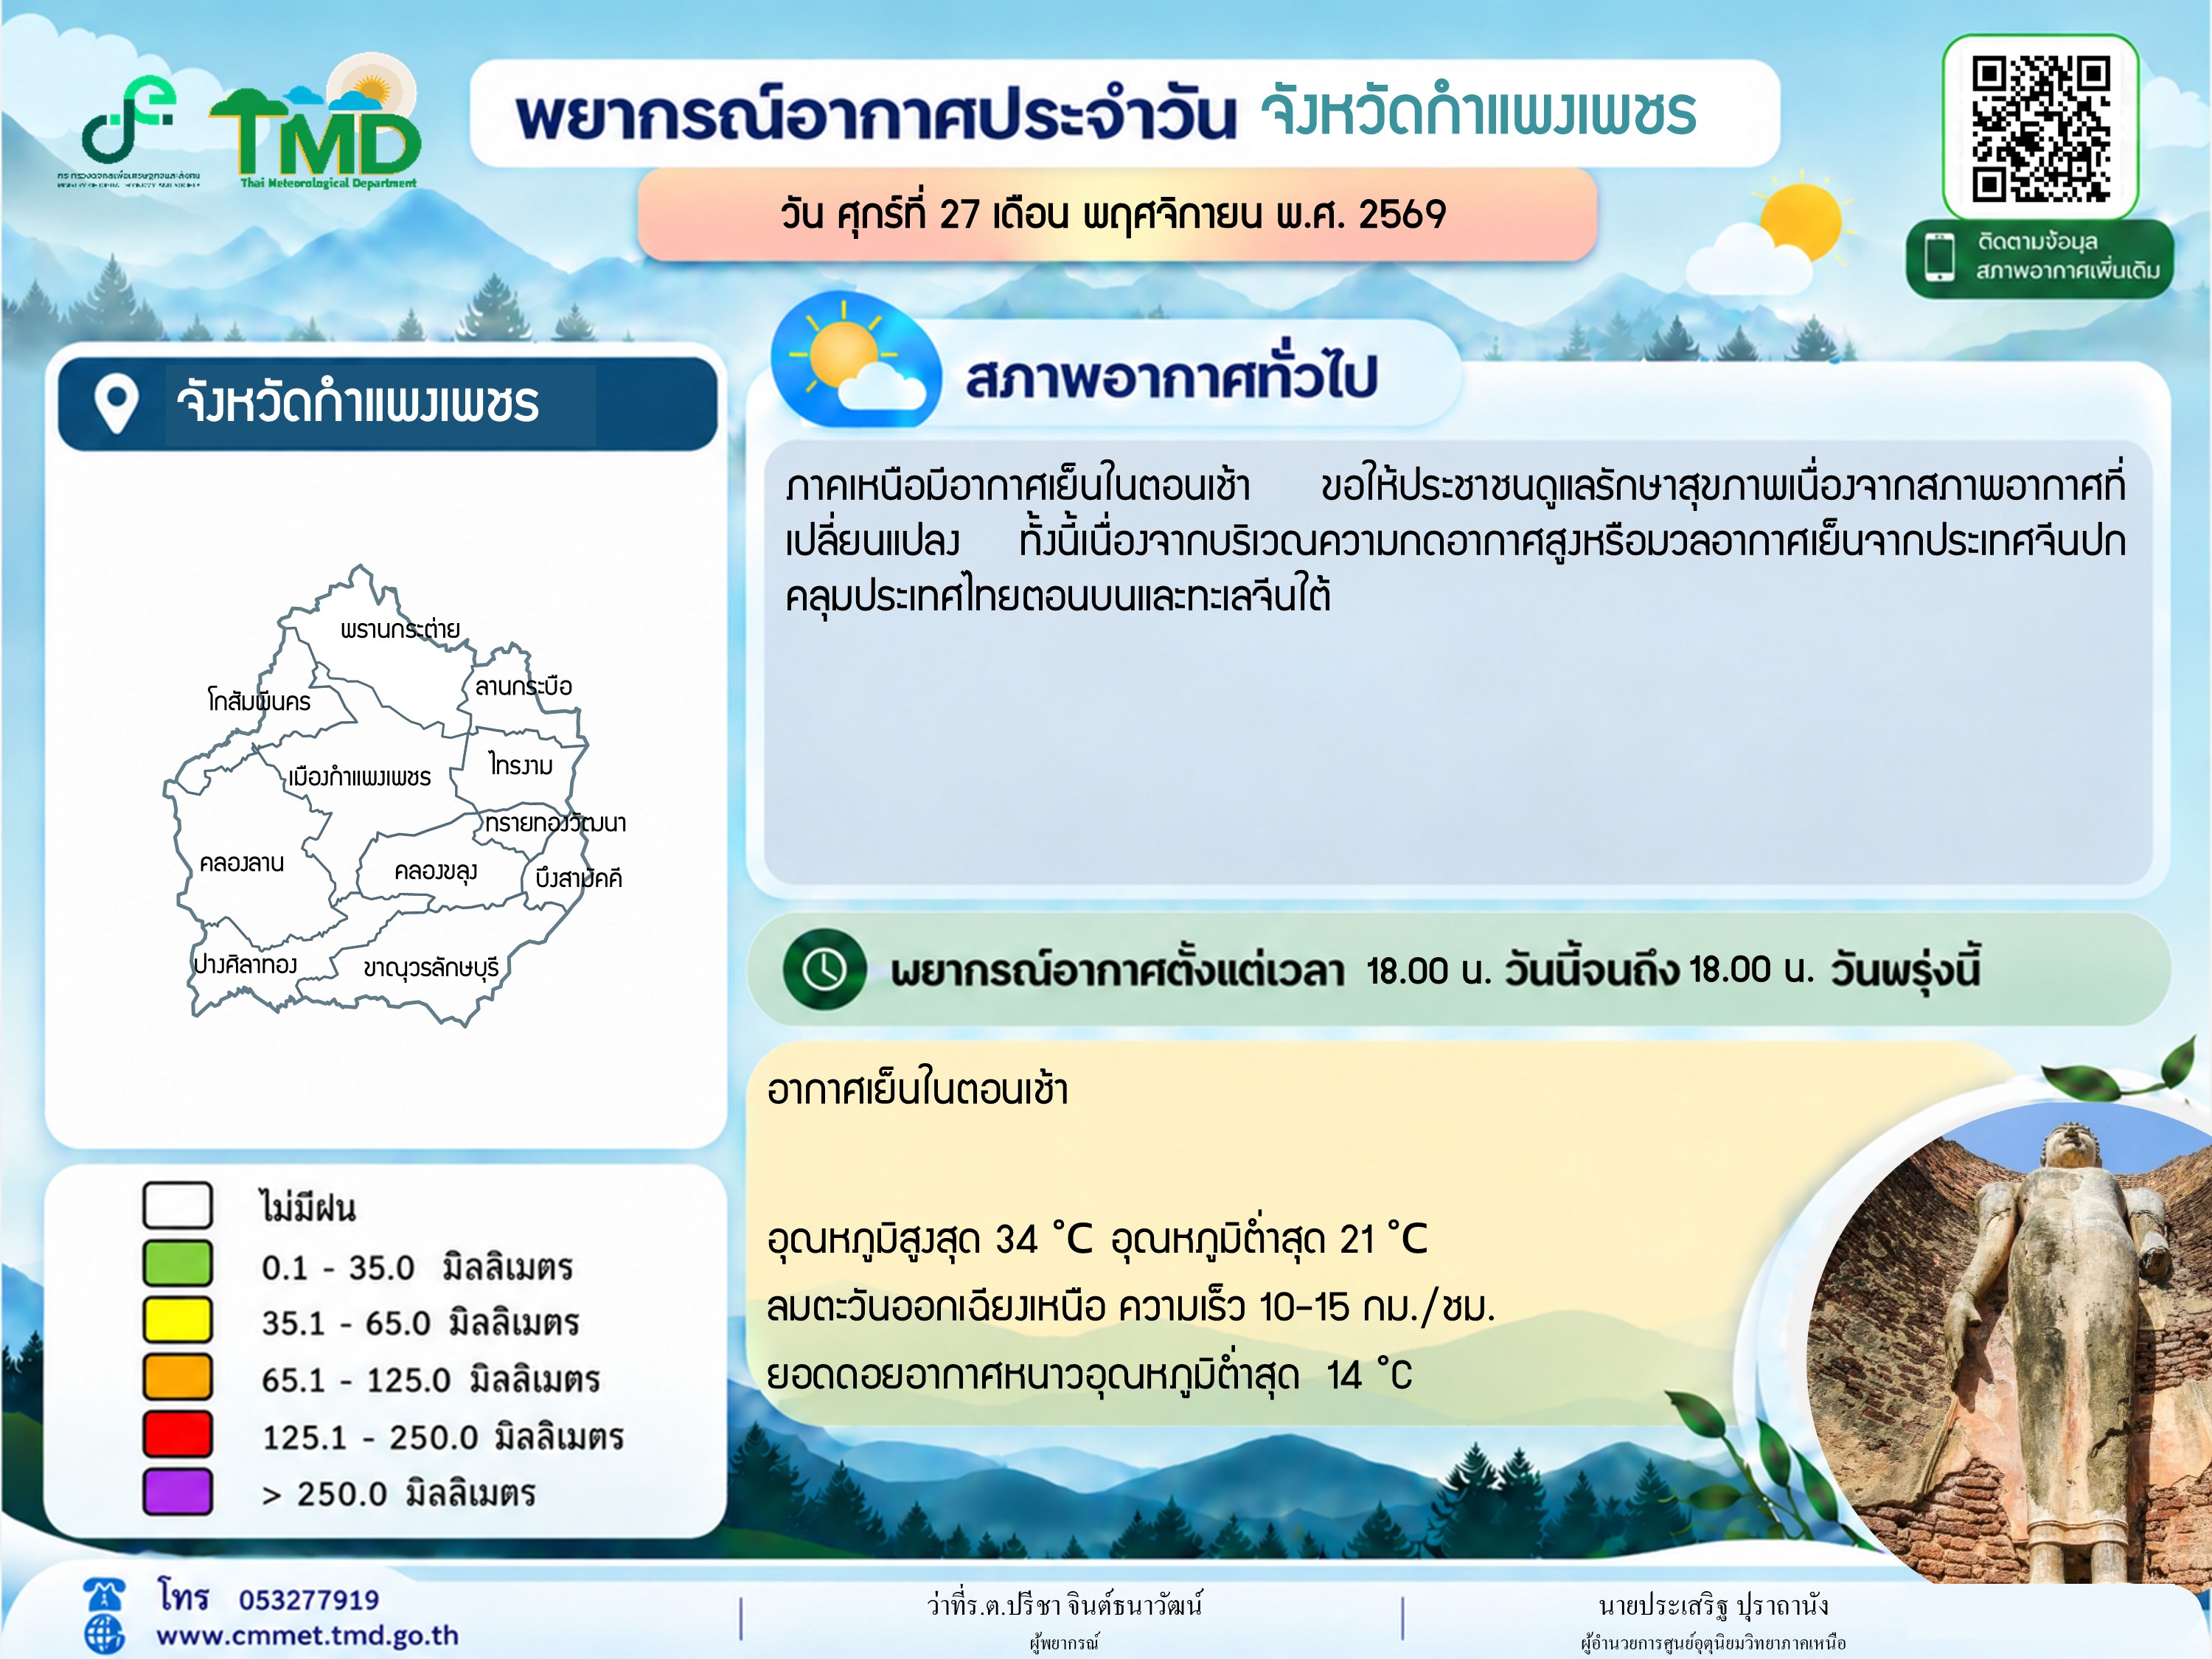 TMD
Thai Meteorological Department
พยากรณ์อากาศประจำวัน จังหวัดกำแพงเพชร
วัน ศุกร์ที่ 27 เดือน พฤศจิกายน พ.ศ. 2569
ติดตามข้อมูล
สภาพอากาศเพิ่มเติม
จังหวัดกำแพงเพชร
พรานกระต่าย
ลานกระบือ
โกสัมพีนคร
ไทรงาม
เมืองกำแพงเพชร
ทรายทองวัฒนา
คลองลาน
คลองขลุง
บึงสามัคคี
ปางศิลาทอง
ขาณุวรลักษบุรี
ไม่มีฝน
0.1 - 35.0 มิลลิเมตร
35.1 - 65.0 มิลลิเมตร
65.1 - 125.0 มิลลิเมตร
125.1 - 250.0 มิลลิเมตร
> 250.0 มิลลิเมตร
สภาพอากาศทั่วไป
ภาคเหนือมีอากาศเย็นในตอนเช้า ขอให้ประชาชนดูแลรักษาสุขภาพเนื่องจากสภาพอากาศที่
เปลี่ยนแปลง ทั้งนี้เนื่องจากบริเวณความกดอากาศสูงหรือมวลอากาศเย็นจากประเทศจีนปก
คลุมประเทศไทยตอนบนและทะเลจีนใต้
พยากรณ์อากาศตั้งแต่เวลา 18.00 น. วันนี้จนถึง 18.00 น. วันพรุ่งนี้
อากาศเย็นในตอนเช้า
อุณหภูมิสูงสุด 34 °C อุณหภูมิต่ำสุด 21 °C
ลมตะวันออกเฉียงเหนือ ความเร็ว 10-15 กม./ชม.
ยอดดอยอากาศหนาวอุณหภูมิต่ำสุด 14 °C
โทร 053277919
www.cmmet.tmd.go.th
ว่าที่ร.ต.ปรีชา จินต์ธนาวัฒน์
ผู้พยากรณ์
นายประเสริฐ ปุราถานัง
ผู้อำนวยการศูนย์อุตุนิยมวิทยาภาคเหนือ